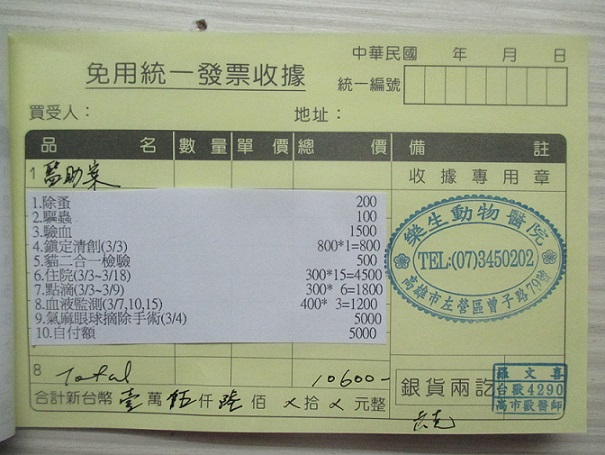 中華民國 年 月 日
免用統一發票收據
統一編號
買受人： 地址：
品名 數量 單價 總價 備註
1 收據專用章
1.除蚤 200
2.驅蟲 100
3.驗血 1500
4.鎮定清創(3/3) 800*1=800
5.貓二合一檢驗 500
6.住院(3/3~3/18) 300*15=4500
7.點滴(3/3~3/9) 300* 6=1800
8.血液監測(3/7,10,15) 400* 3=1200
9.氣麻眼球摘除手術(3/4) 5000
10.自付額 5000
樂生動物醫院
TEL:(07)3450202
高雄市左營區曾子路79號
8 Total 10600-
合計新台幣壹萬伍仟陸佰×拾×元整
銀貨兩訖
羅文喜
台獸4290
高市獸醫師